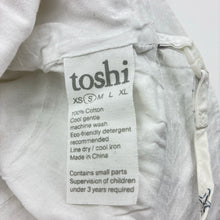 toshi
XS S M L XL
100% Cotton
Cool gentle
machine wash
Eco-friendly detergent
recommended
Line dry / cool iron
Made in China
Contains small parts
Supervision of children
under 3 years required